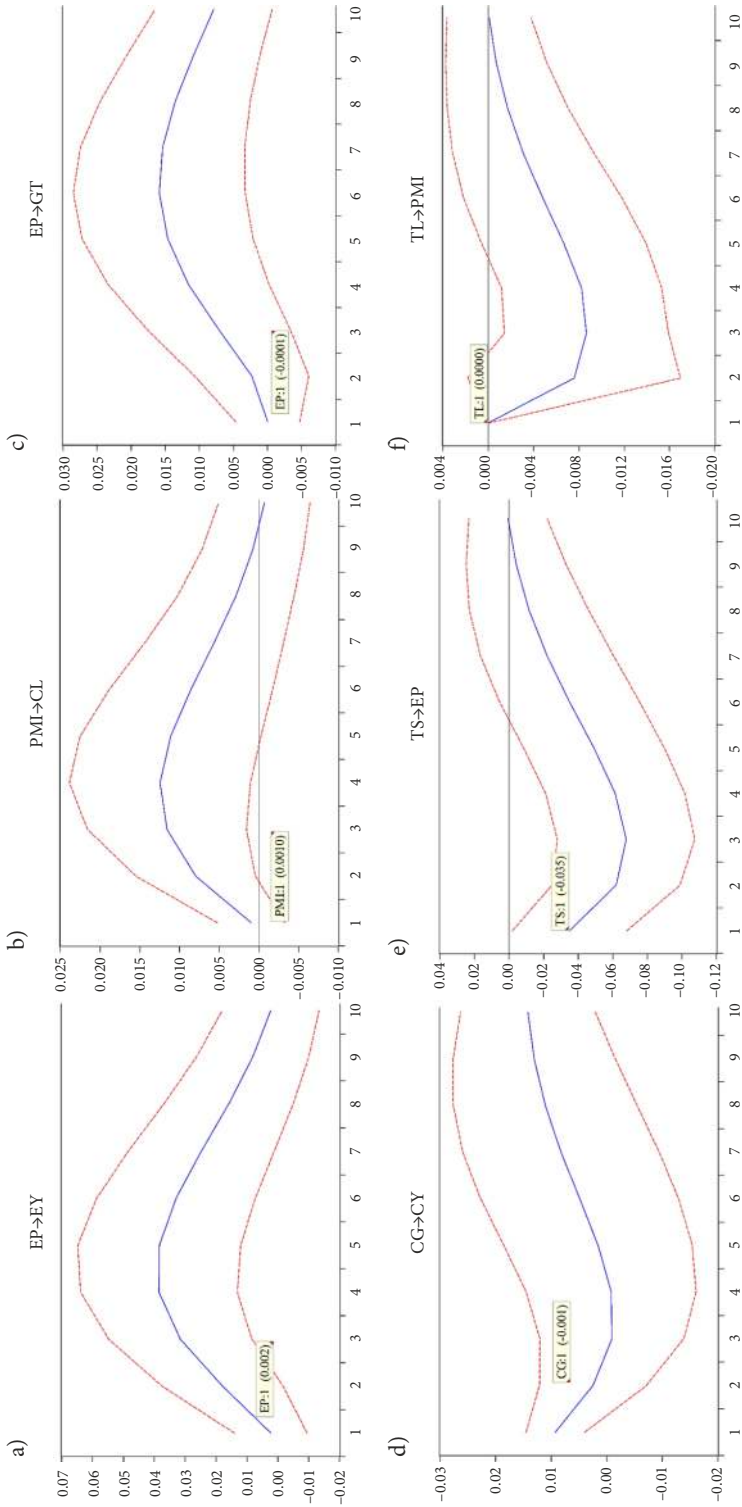 a)
EP→EY
0.07
0.06
0.05
0.04
0.03
0.02
0.01
0.00
−0.01
−0.02
EP:1 (0.002)
1 2 3 4 5 6 7 8 9 10
b)
PMI→CL
0.025
0.020
0.015
0.010
0.005
0.000
−0.005
−0.010
PMI:1 (0.0010)
1 2 3 4 5 6 7 8 9 10
c)
EP→GT
0.030
0.025
0.020
0.015
0.010
0.005
0.000
−0.005
−0.010
EP:1 (-0.0001)
1 2 3 4 5 6 7 8 9 10
d)
CG→CY
−0.03
0.02
0.01
0.00
−0.01
−0.02
CG:1 (-0.001)
1 2 3 4 5 6 7 8 9 10
e)
TS→EP
0.04
0.02
0.00
−0.02
−0.04
−0.06
−0.08
−0.10
−0.12
TS:1 (-0.035)
1 2 3 4 5 6 7 8 9 10
f)
TL→PMI
0.004
0.000
−0.004
−0.008
−0.012
−0.016
−0.020
TL:1 (0.0000)
1 2 3 4 5 6 7 8 9 10